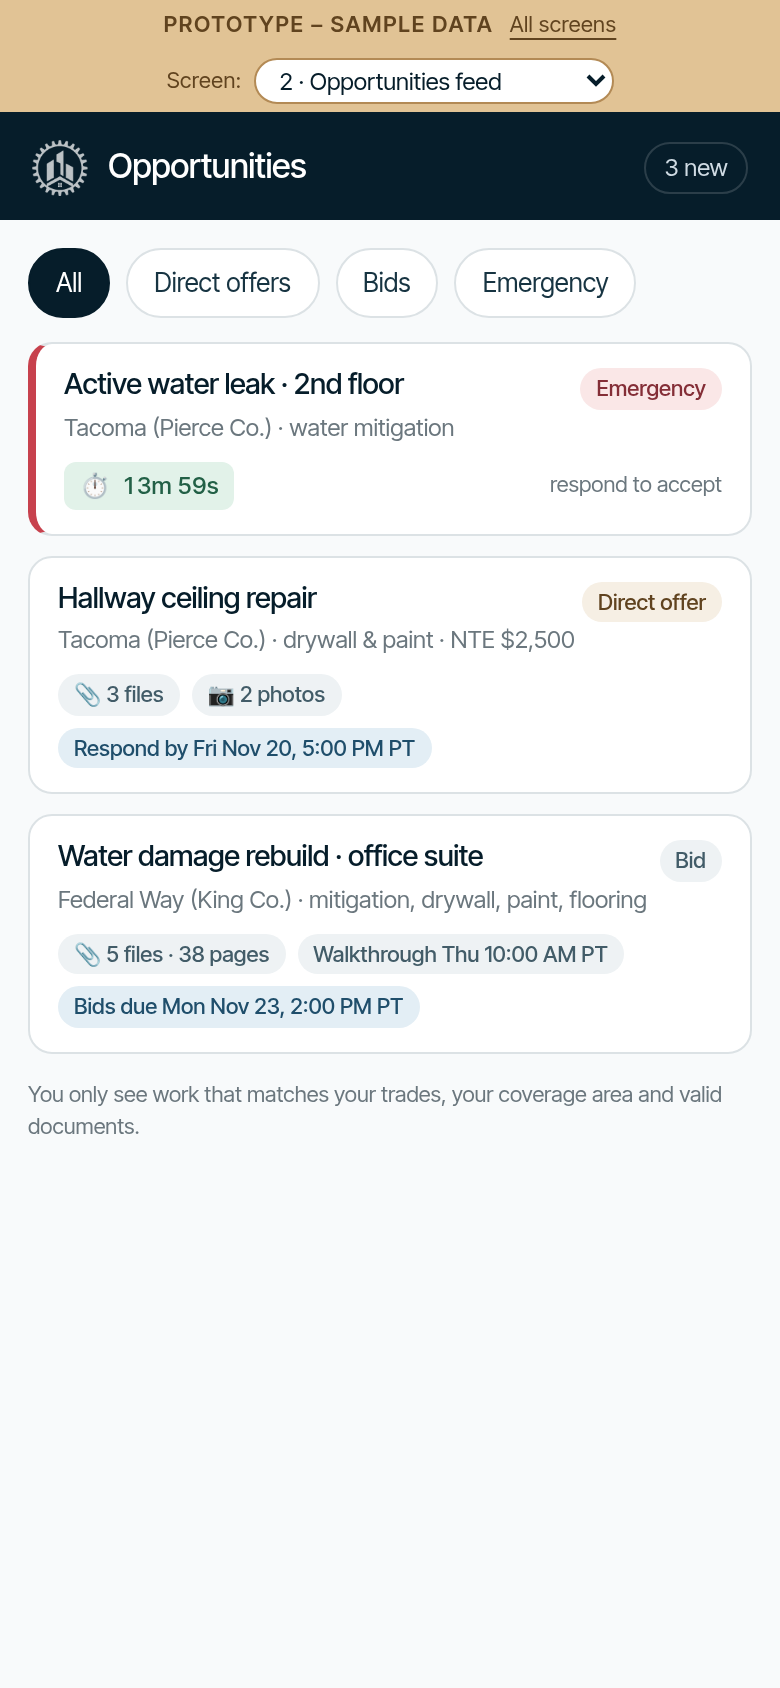 PROTOTYPE – SAMPLE DATA All screens
Screen: 2 · Opportunities feed
Opportunities
3 new
All Direct offers Bids Emergency
Active water leak · 2nd floor
Emergency
Tacoma (Pierce Co.) · water mitigation
13m 59s
respond to accept
Hallway ceiling repair
Direct offer
Tacoma (Pierce Co.) · drywall & paint · NTE $2,500
3 files 2 photos
Respond by Fri Nov 20, 5:00 PM PT
Water damage rebuild · office suite
Bid
Federal Way (King Co.) · mitigation, drywall, paint, flooring
5 files · 38 pages Walkthrough Thu 10:00 AM PT
Bids due Mon Nov 23, 2:00 PM PT
You only see work that matches your trades, your coverage area and valid
documents.